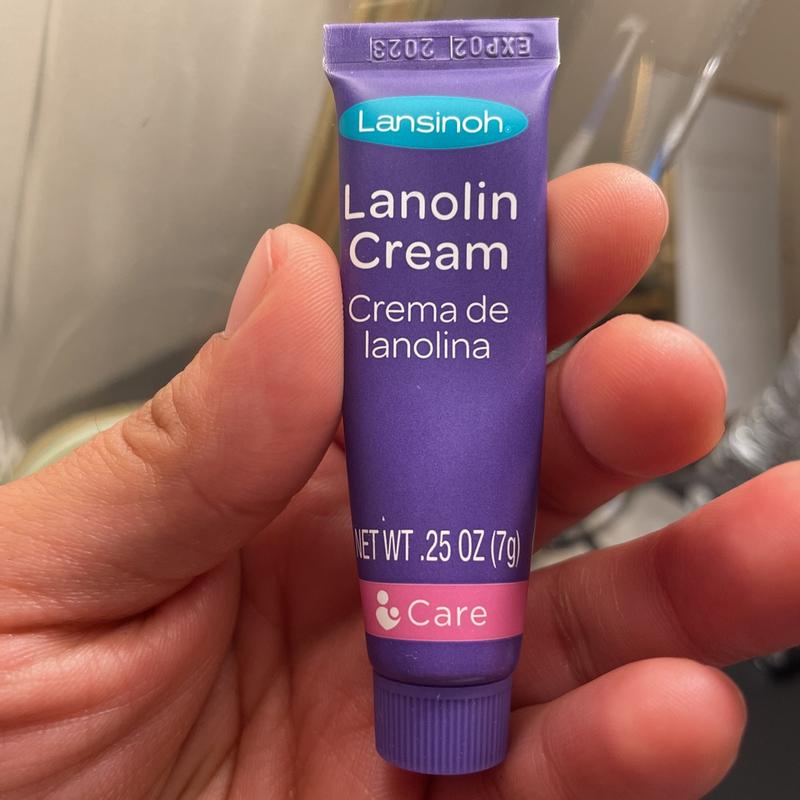 EXP02 2023
Lansinoh®
Lanolin
Cream
Crema de
lanolina
NET WT .25 OZ (7g)
Care